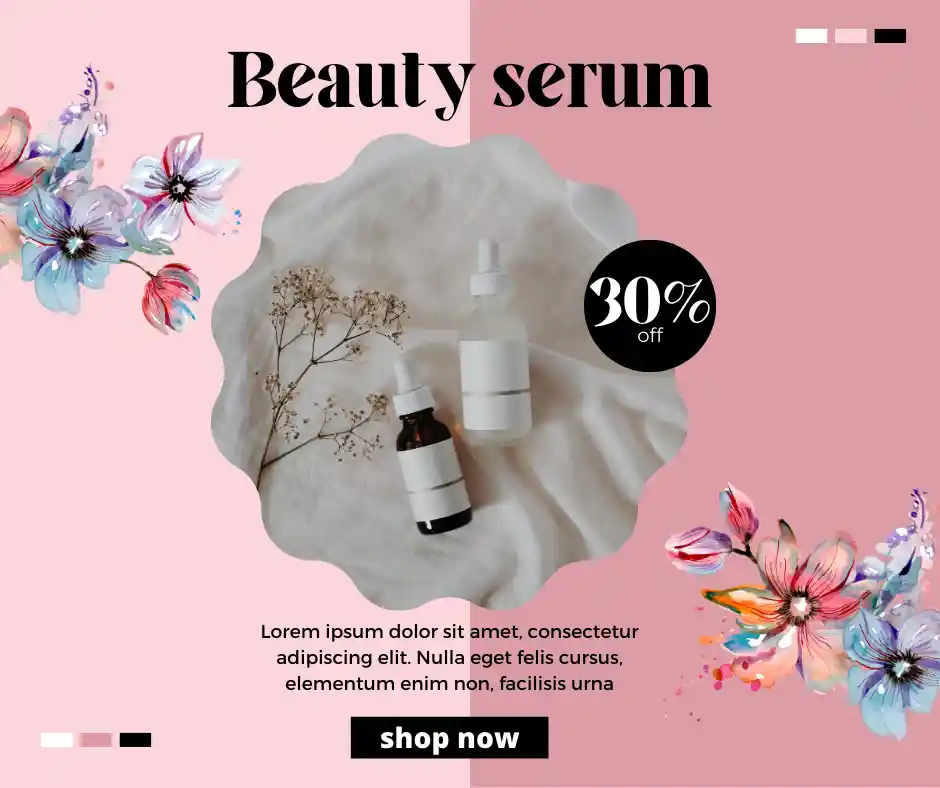 Beauty serum
30%
off
Lorem ipsum dolor sit amet, consectetur
adipiscing elit. Nulla eget felis cursus,
elementum enim non, facilisis urna
shop now